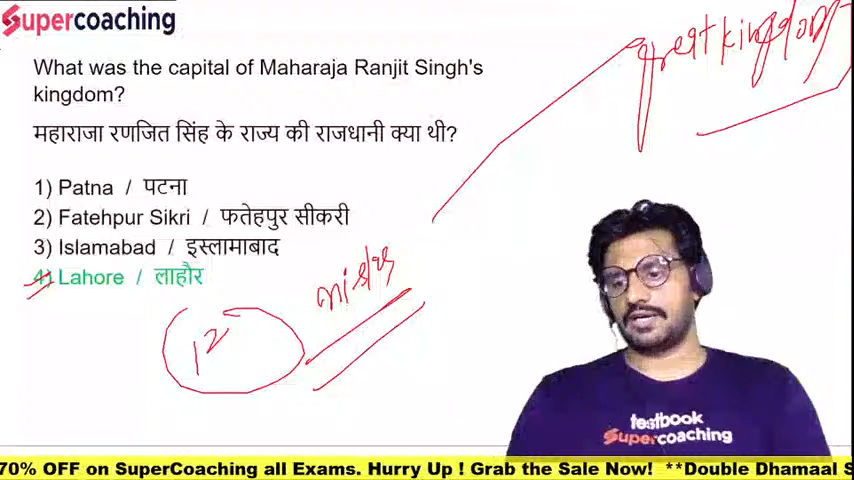 Supercoaching
great kingdom
What was the capital of Maharaja Ranjit Singh's
kingdom?
महाराजा रणजित सिंह के राज्य की राजधानी क्या थी?
1) Patna / पटना
2) Fatehpur Sikri / फतेहपुर सीकरी
3) Islamabad / इस्लामाबाद
4) Lahore / लाहौर
12
testbook
Supercoaching
70% OFF on SuperCoaching all Exams. Hurry Up ! Grab the Sale Now! **Double Dhamaal S